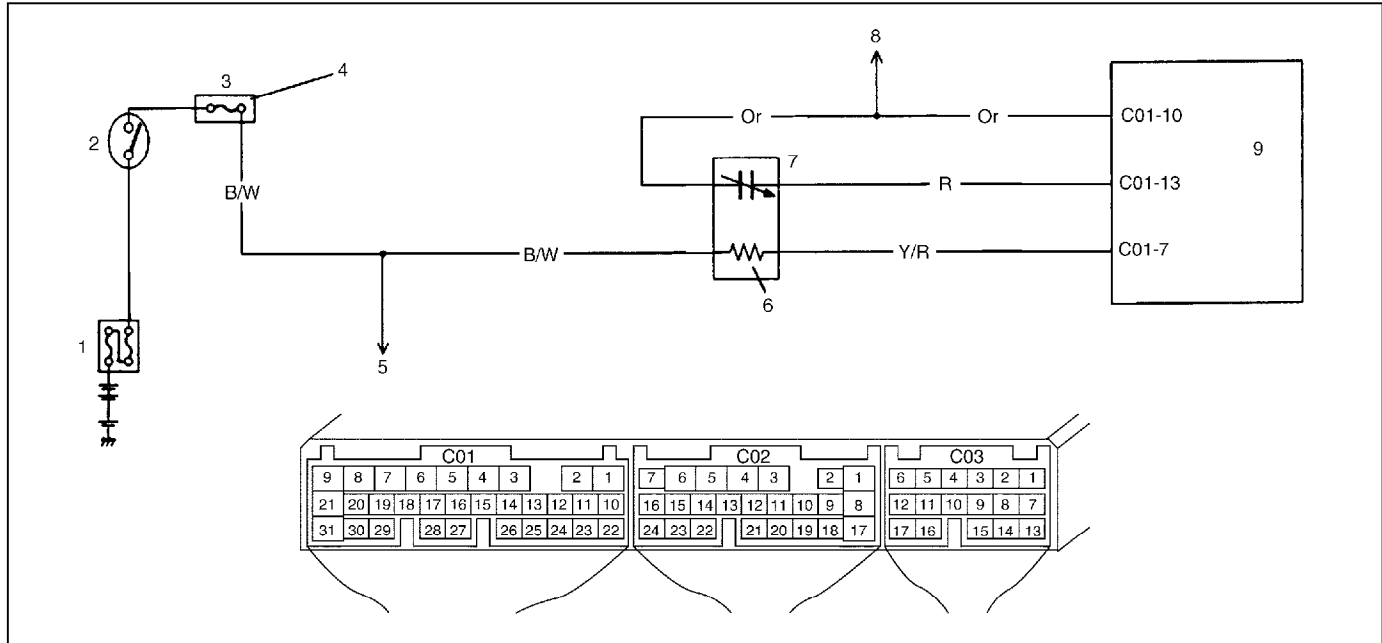 8
3
4
Or
Or
C01-10
2
7
9
B/W
R
C01-13
B/W
Y/R
C01-7
6
1
5
C01
C02
C03
9 8 7 6 5 4 3 2 1
7 6 5 4 3 2 1
6 5 4 3 2 1
21 20 19 18 17 16 15 14 13 12 11 10
16 15 14 13 12 11 10 9 8
12 11 10 9 8 7
31 30 29 28 27 26 25 24 23 22
24 23 22 21 20 19 18 17
17 16 15 14 13